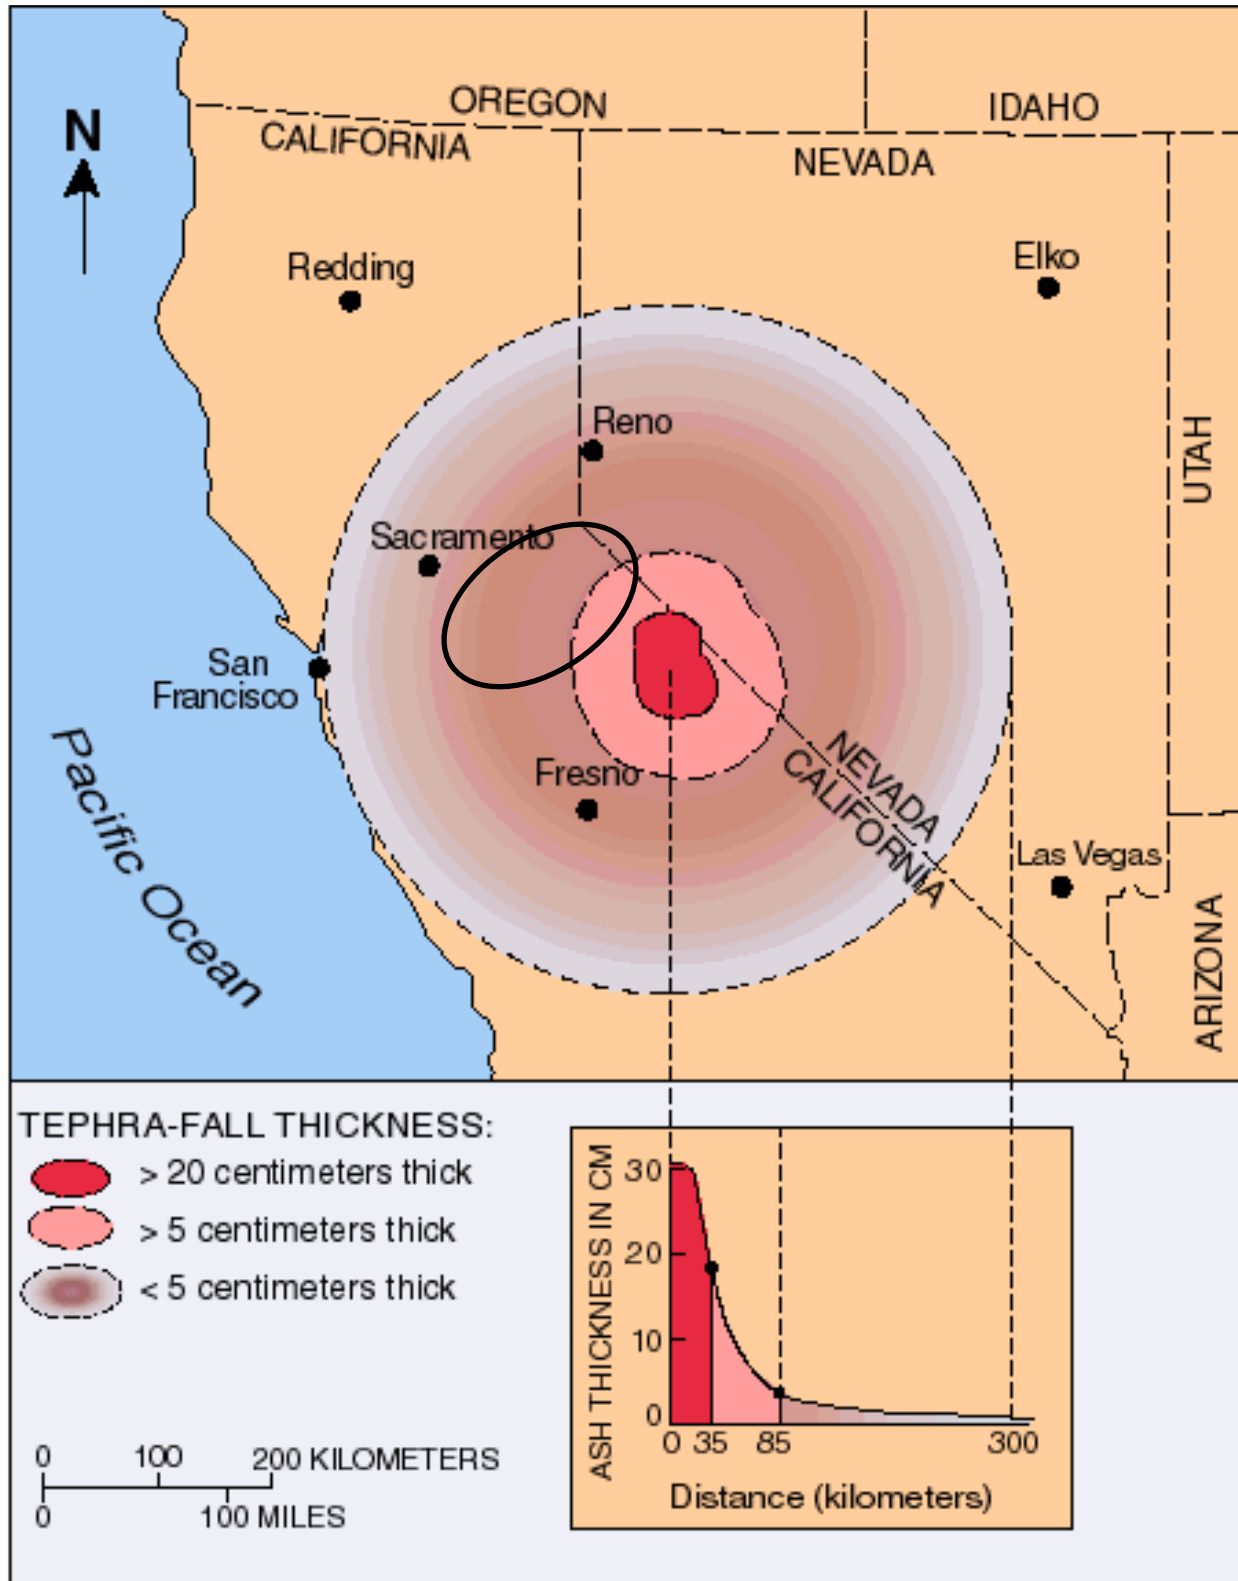 OREGON
IDAHO
N
CALIFORNIA
NEVADA
Redding
Elko
Reno
UTAH
Sacramento
San
Francisco
Pacific Ocean
Fresno
NEVADA
CALIFORNIA
Las Vegas
ARIZONA
TEPHRA-FALL THICKNESS:
> 20 centimeters thick
> 5 centimeters thick
< 5 centimeters thick
0 100 200 KILOMETERS
0 100 MILES
ASH THICKNESS IN CM
30
20
10
0
0 35 85 300
Distance (kilometers)